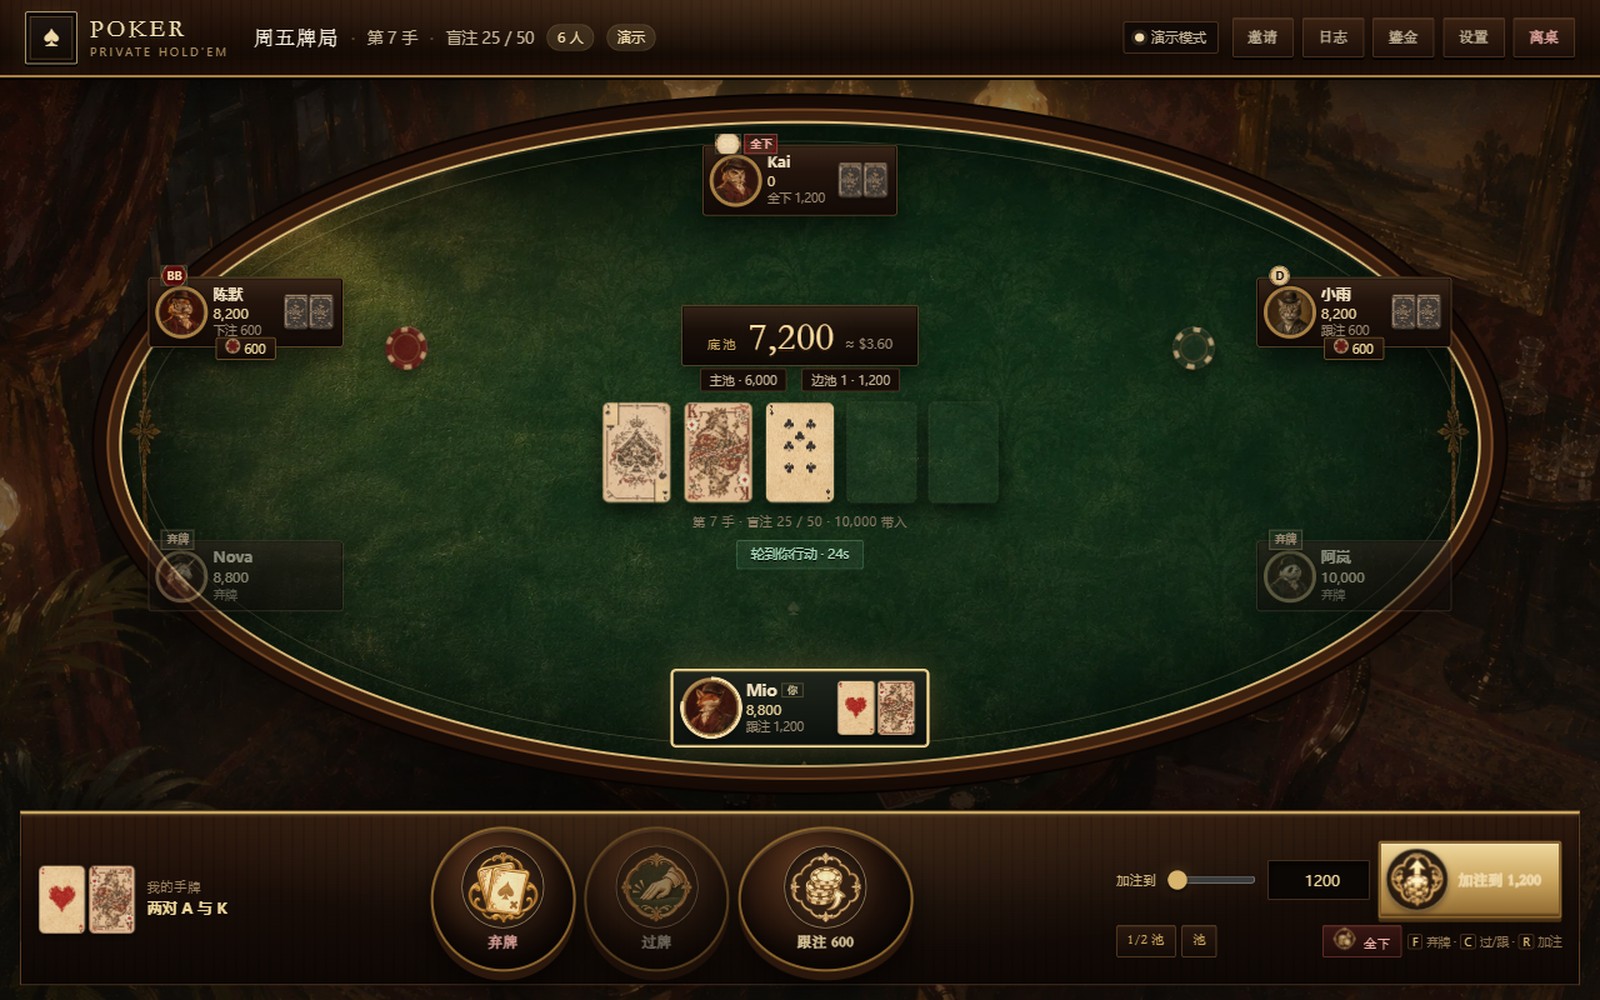 POKER
PRIVATE HOLD'EM
周五牌局 · 第 7 手 · 盲注 25 / 50 6 人 演示
演示模式 邀请 日志 鎏金 设置 离桌
全下
Kai
0
全下 1,200
BB
陈默
8,200
下注 600
600
D
小雨
8,200
跟注 600
600
底池 7,200 ≈ $3.60
主池 · 6,000 边池 1 · 1,200
K
K
第 7 手 · 盲注 25 / 50 · 10,000 带入
轮到你行动 · 24s
弃牌
Nova
8,800
弃牌
弃牌
阿岚
10,000
弃牌
Mio 你
8,800
跟注 1,200
我的手牌
两对 A 与 K
弃牌
过牌
跟注 600
加注到 1200 加注到 1,200
1/2 池 池 全下 F 弃牌 · C 过/跟 · R 加注